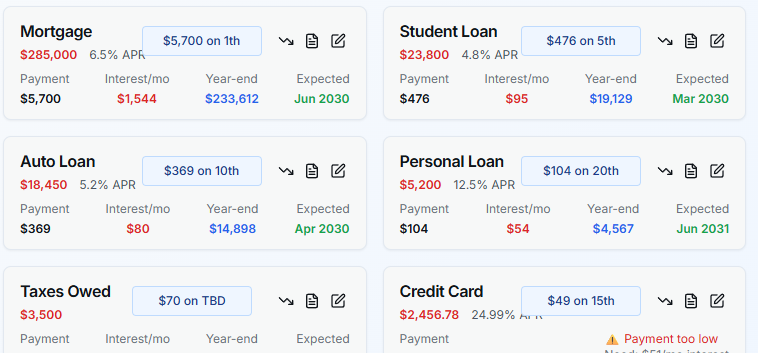 Mortgage
$5,700 on 1th
$285,000 6.5% APR
Payment Interest/mo Year-end Expected
$5,700 $1,544 $233,612 Jun 2030
Student Loan
$476 on 5th
$23,800 4.8% APR
Payment Interest/mo Year-end Expected
$476 $95 $19,129 Mar 2030
Auto Loan
$369 on 10th
$18,450 5.2% APR
Payment Interest/mo Year-end Expected
$369 $80 $14,898 Apr 2030
Personal Loan
$104 on 20th
$5,200 12.5% APR
Payment Interest/mo Year-end Expected
$104 $54 $4,567 Jun 2031
Taxes Owed
$70 on TBD
$3,500
Payment Interest/mo Year-end Expected
Credit Card
$49 on 15th
$2,456.78 24.99% APR
Payment
Payment too low
Need: $51/mo interest